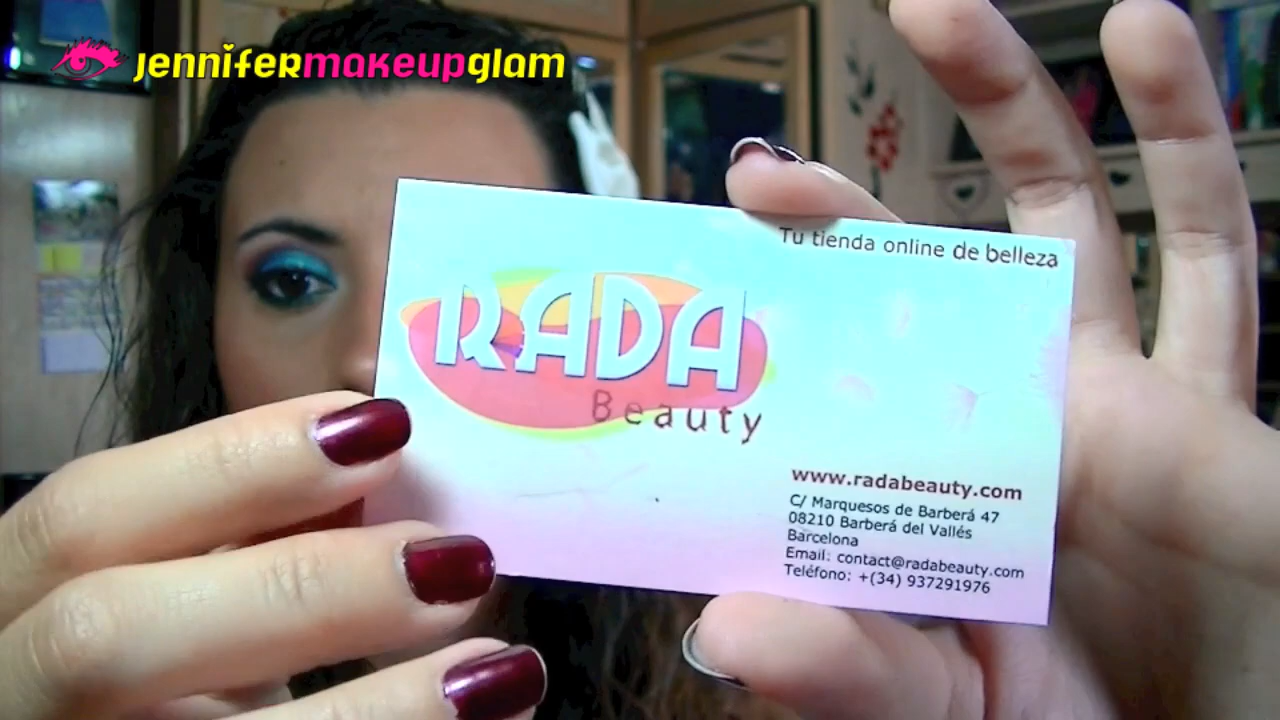 jennifermakeupglam
Tu tienda online de belleza
RADA
Beauty
www.radabeauty.com
C/ Marquesos de Barberá 47
08210 Barberá del Vallés
Barcelona
Email: contact@radabeauty.com
Teléfono: +(34) 937291976